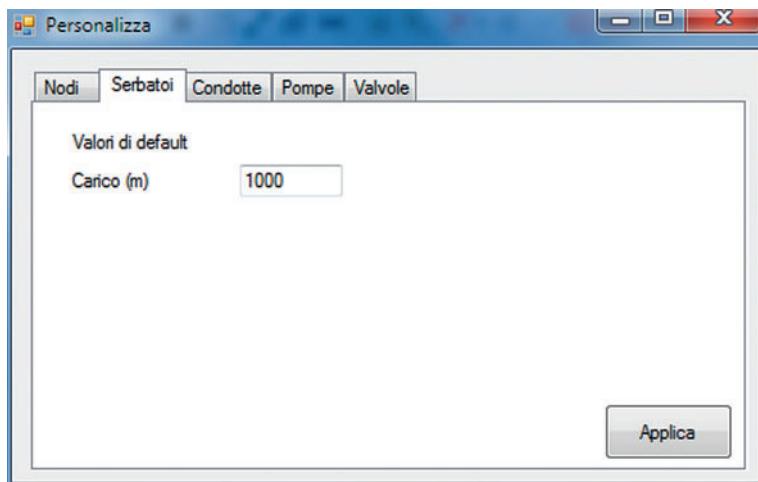 Personalizza
Nodi Serbatoi Condotte Pompe Valvole
Valori di default
Carico (m) 1000
Applica